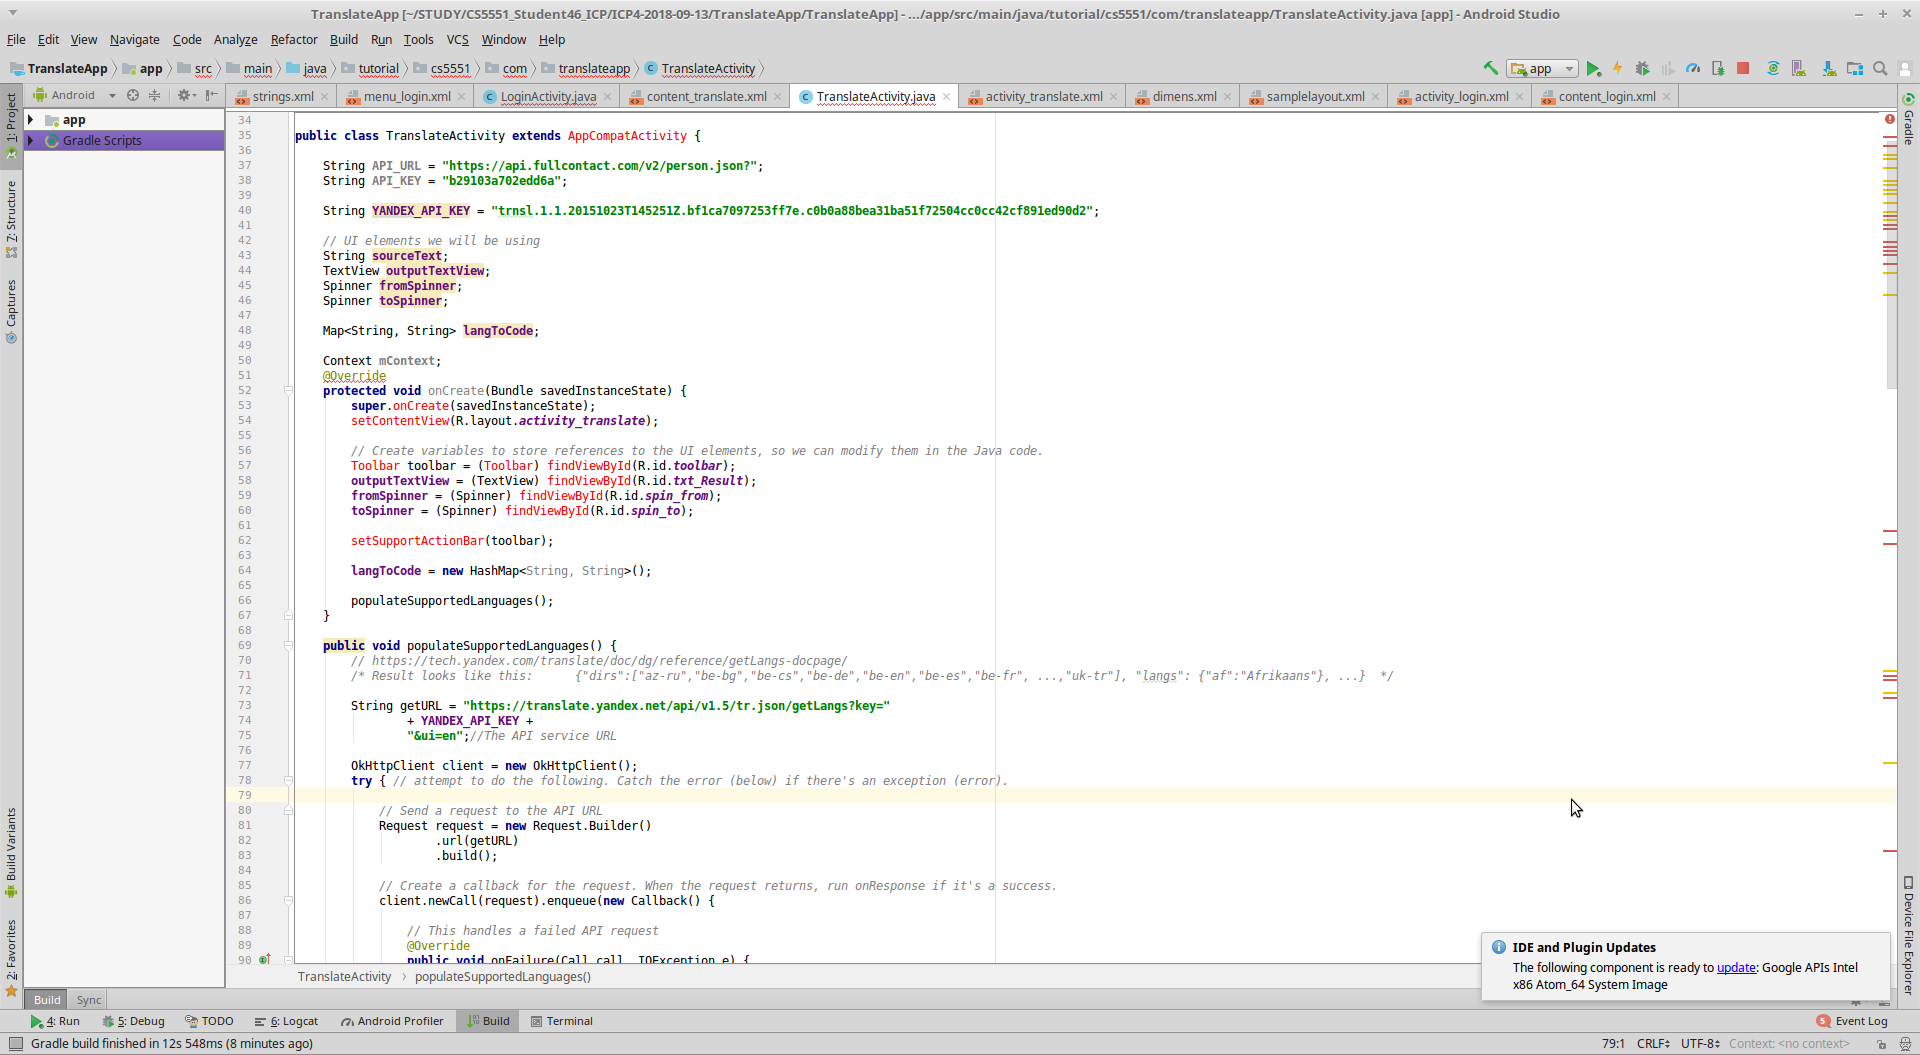 TranslateApp [~/STUDY/CS5551_Student46_ICP/ICP4-2018-09-13/TranslateApp/TranslateApp] - .../app/src/main/java/tutorial/cs5551/com/translateapp/TranslateActivity.java [app] - Android Studio
File Edit View Navigate Code Analyze Refactor Build Run Tools VCS Window Help
TranslateApp app src main java tutorial cs5551 com translateapp TranslateActivity app
Android strings.xml menu_login.xml LoginActivity.java content_translate.xml TranslateActivity.java activity_translate.xml dimens.xml samplelayout.xml activity_login.xml content_login.xml
app
Gradle Scripts
1: Project
7: Structure
Captures
Build Variants
2: Favorites
34
35 public class TranslateActivity extends AppCompatActivity {
36
37 String API_URL = "https://api.fullcontact.com/v2/person.json?";
38 String API_KEY = "b29103a702edd6a";
39
40 String YANDEX_API_KEY = "trnsl.1.1.20151023T145251Z.bf1ca7097253ff7e.c0b0a88bea31ba51f72504cc0cc42cf891ed90d2";
41
42 // UI elements we will be using
43 String sourceText;
44 TextView outputTextView;
45 Spinner fromSpinner;
46 Spinner toSpinner;
47
48 Map<String, String> langToCode;
49
50 Context mContext;
51 @Override
52 protected void onCreate(Bundle savedInstanceState) {
53 super.onCreate(savedInstanceState);
54 setContentView(R.layout.activity_translate);
55
56 // Create variables to store references to the UI elements, so we can modify them in the Java code.
57 Toolbar toolbar = (Toolbar) findViewById(R.id.toolbar);
58 outputTextView = (TextView) findViewById(R.id.txt_Result);
59 fromSpinner = (Spinner) findViewById(R.id.spin_from);
60 toSpinner = (Spinner) findViewById(R.id.spin_to);
61
62 setSupportActionBar(toolbar);
63
64 langToCode = new HashMap<String, String>();
65
66 populateSupportedLanguages();
67 }
68
69 public void populateSupportedLanguages() {
70 // https://tech.yandex.com/translate/doc/dg/reference/getLangs-docpage/
71 /* Result looks like this: {"dirs":["az-ru","be-bg","be-cs","be-de","be-en","be-es","be-fr", ...,"uk-tr"], "langs": {"af":"Afrikaans"}, ...} */
72
73 String getURL = "https://translate.yandex.net/api/v1.5/tr.json/getLangs?key="
74 + YANDEX_API_KEY +
75 "&ui=en";//The API service URL
76
77 OkHttpClient client = new OkHttpClient();
78 try { // attempt to do the following. Catch the error (below) if there's an exception (error).
79
80 // Send a request to the API URL
81 Request request = new Request.Builder()
82 .url(getURL)
83 .build();
84
85 // Create a callback for the request. When the request returns, run onResponse if it's a success.
86 client.newCall(request).enqueue(new Callback() {
87
88 // This handles a failed API request
89 @Override
90 public void onFailure(Call call, IOException e) {
TranslateActivity populateSupportedLanguages()
Gradle
Device File Explorer
IDE and Plugin Updates
The following component is ready to update: Google APIs Intel
x86 Atom_64 System Image
Build Sync
4: Run 5: Debug TODO 6: Logcat Android Profiler Build Terminal 5 Event Log
Gradle build finished in 12s 548ms (8 minutes ago) 79:1 CRLF UTF-8 Context: <no context>